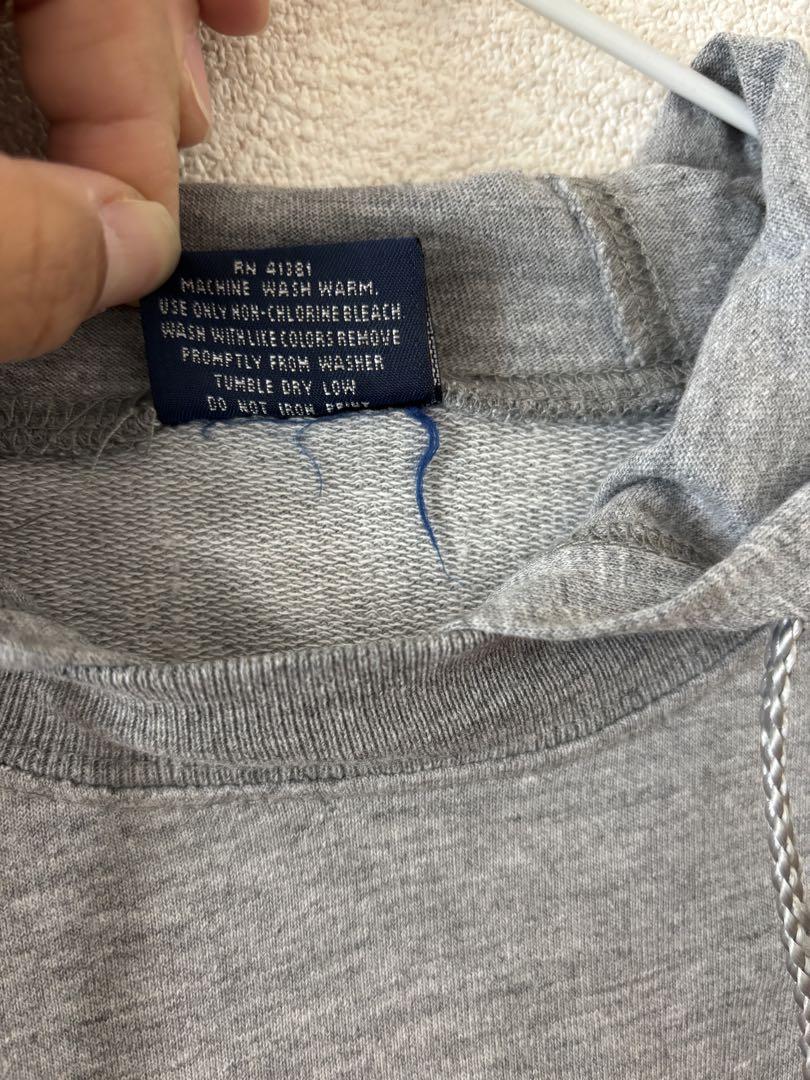 RN 41381
MACHINE WASH WARM,
USE ONLY NON-CHLORINE BLEACH
WASH WITH LIKE COLORS REMOVE
PROMPTLY FROM WASHER
TUMBLE DRY LOW
DO NOT IRON PRINT